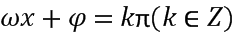 ωx + φ = kπ(k ∈ Z)